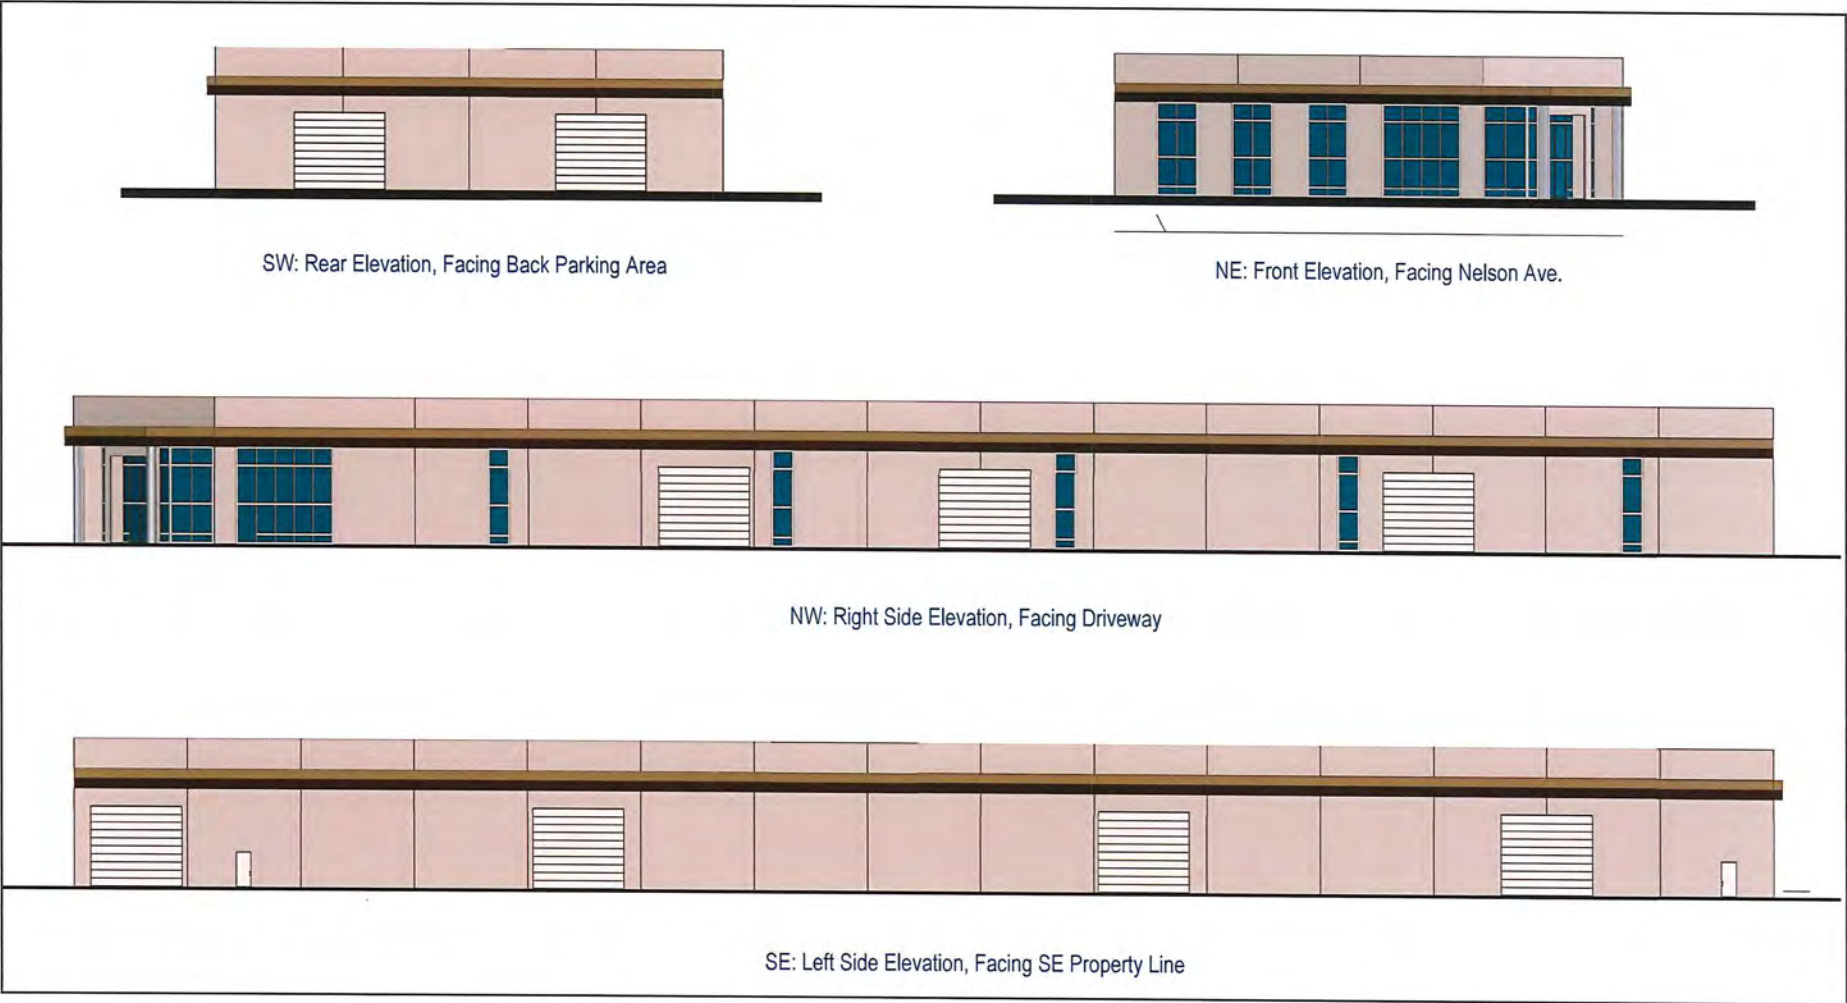 SW: Rear Elevation, Facing Back Parking Area
NE: Front Elevation, Facing Nelson Ave.
NW: Right Side Elevation, Facing Driveway
SE: Left Side Elevation, Facing SE Property Line